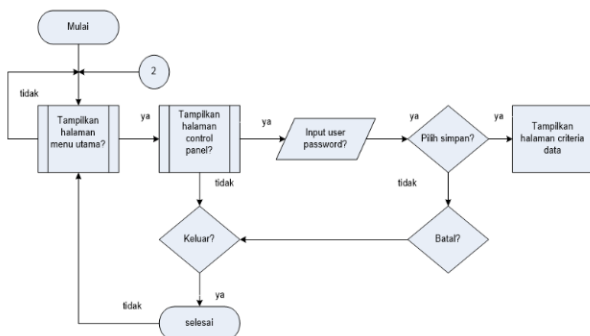 Mulai
2
tidak
Tampilkan
halaman
menu utama?
ya
Tampilkan
halaman
control
panel?
ya
Input user
password?
ya
Pilih simpan?
ya
Tampilkan
halaman criteria
data
tidak
tidak
Keluar?
Batal?
ya
tidak
selesai